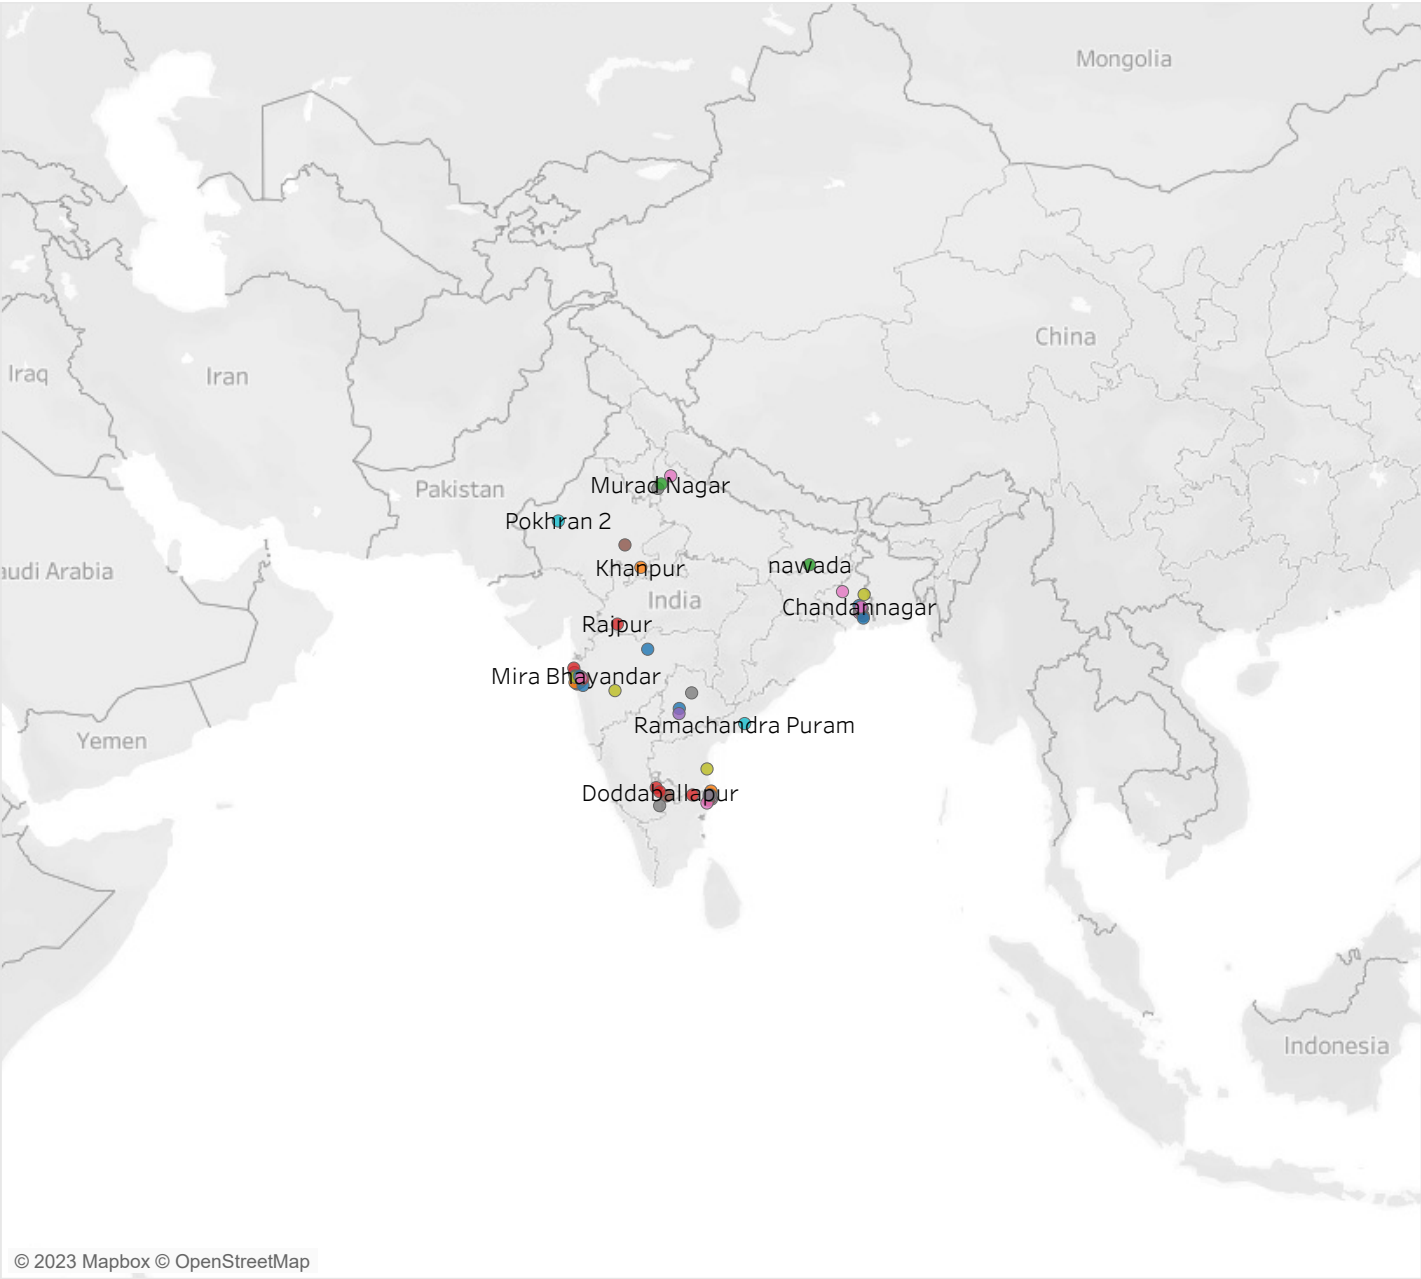 Mongolia
China
Iraq
Iran
Pakistan
Murad Nagar
Pokhran 2
audi Arabia
Khanpur
nawada
India
Chandannagar
Rajpur
Mira Bhayandar
Ramachandra Puram
Yemen
Doddaballapur
Indonesia
© 2023 Mapbox © OpenStreetMap